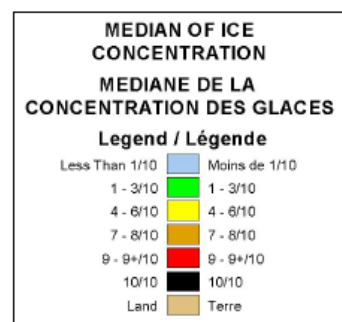 MEDIAN OF ICE
CONCENTRATION
MEDIANE DE LA
CONCENTRATION DES GLACES
Legend / Légende
Less Than 1/10 Moins de 1/10
1 - 3/10 1 - 3/10
4 - 6/10 4 - 6/10
7 - 8/10 7 - 8/10
9 - 9+/10 9 - 9+/10
10/10 10/10
Land Terre